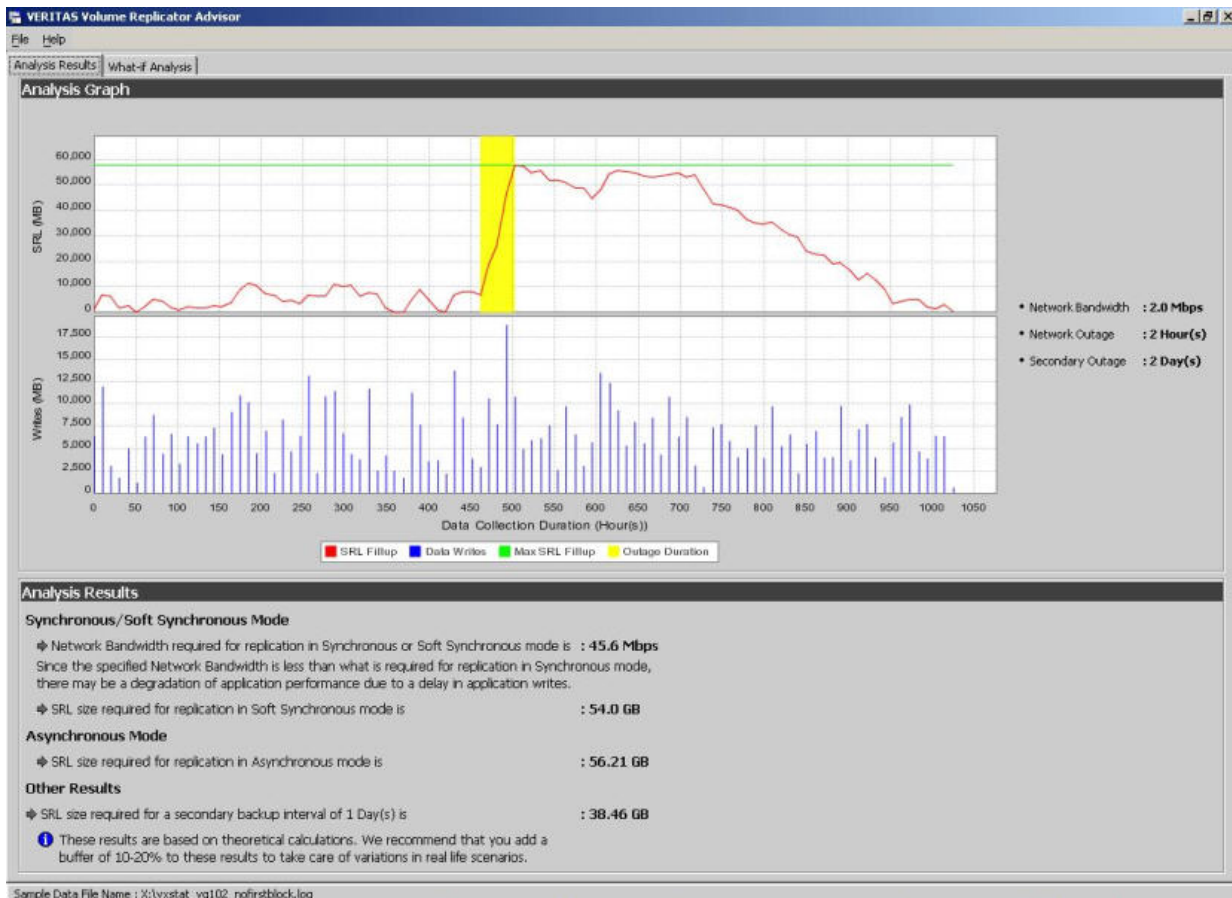 VERITAS Volume Replicator Advisor
File Help
Analysis Results What-if Analysis
Analysis Graph
SRL (MB)
60,000
50,000
40,000
30,000
20,000
10,000
0
Writes (MB)
17,500
15,000
12,500
10,000
7,500
5,000
2,500
0
0 50 100 150 200 250 300 350 400 450 500 550 600 650 700 750 800 850 900 950 1000 1050
Data Collection Duration (Hour(s))
SRL Fillup Data Writes Max SRL Fillup Outage Duration
• Network Bandwidth : 2.0 Mbps
• Network Outage : 2 Hour(s)
• Secondary Outage : 2 Day(s)
Analysis Results
Synchronous/Soft Synchronous Mode
Network Bandwidth required for replication in Synchronous or Soft Synchronous mode is : 45.6 Mbps
Since the specified Network Bandwidth is less than what is required for replication in Synchronous mode,
there may be a degradation of application performance due to a delay in application writes.
SRL size required for replication in Soft Synchronous mode is : 54.0 GB
Asynchronous Mode
SRL size required for replication in Asynchronous mode is : 56.21 GB
Other Results
SRL size required for a secondary backup interval of 1 Day(s) is : 38.46 GB
These results are based on theoretical calculations. We recommend that you add a
buffer of 10-20% to these results to take care of variations in real life scenarios.
Sample Data File Name : X:\vxstat_vg102_nofirstblock.log